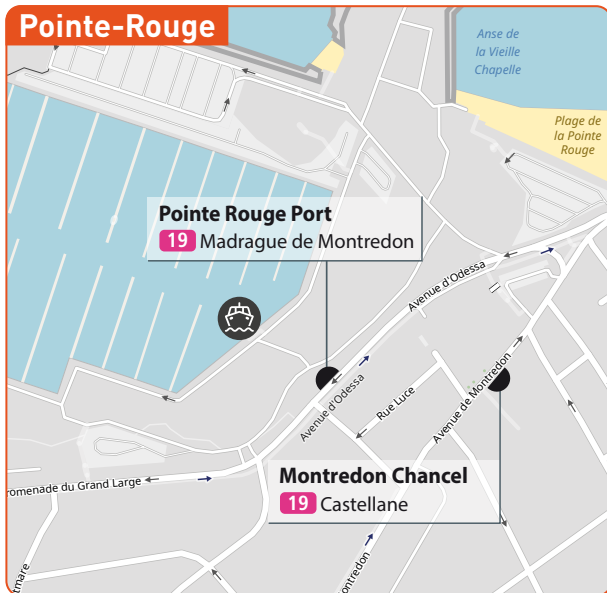 Pointe-Rouge
Anse de
la Vieille
Chapelle
Plage de
la Pointe
Rouge
Pointe Rouge Port
19 Madrague de Montredon
Avenue d'Odessa
Avenue d'Odessa
Rue Luce
Avenue de Montredon
Montredon Chancel
19 Castellane
romenade du Grand Large
ontredon
tmare